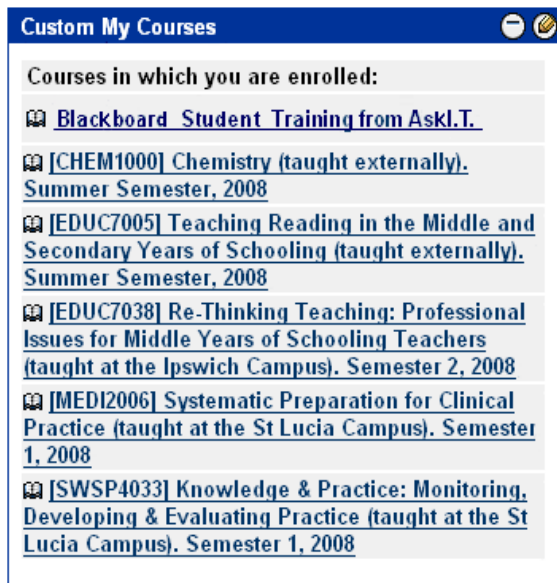 Custom My Courses
Courses in which you are enrolled:
Blackboard Student Training from AskI.T.
[CHEM1000] Chemistry (taught externally).
Summer Semester, 2008
[EDUC7005] Teaching Reading in the Middle and
Secondary Years of Schooling (taught externally).
Summer Semester, 2008
[EDUC7038] Re-Thinking Teaching: Professional
Issues for Middle Years of Schooling Teachers
(taught at the Ipswich Campus). Semester 2, 2008
[MEDI2006] Systematic Preparation for Clinical
Practice (taught at the St Lucia Campus). Semester
1, 2008
[SWSP4033] Knowledge & Practice: Monitoring,
Developing & Evaluating Practice (taught at the St
Lucia Campus). Semester 1, 2008